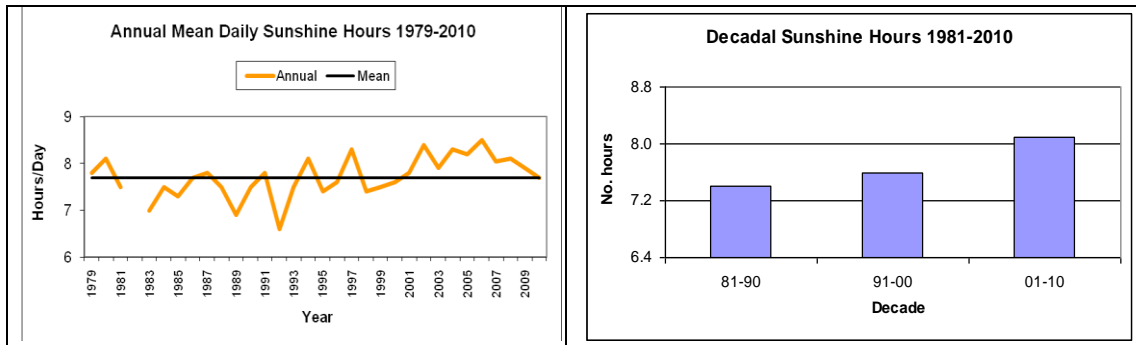 Annual Mean Daily Sunshine Hours 1979-2010
Annual Mean
Hours/Day
9
8
7
6
1979 1981 1983 1985 1987 1989 1991 1993 1995 1997 1999 2001 2003 2005 2007 2009
Year
Decadal Sunshine Hours 1981-2010
No. hours
8.8
8.0
7.2
6.4
81-90 91-00 01-10
Decade